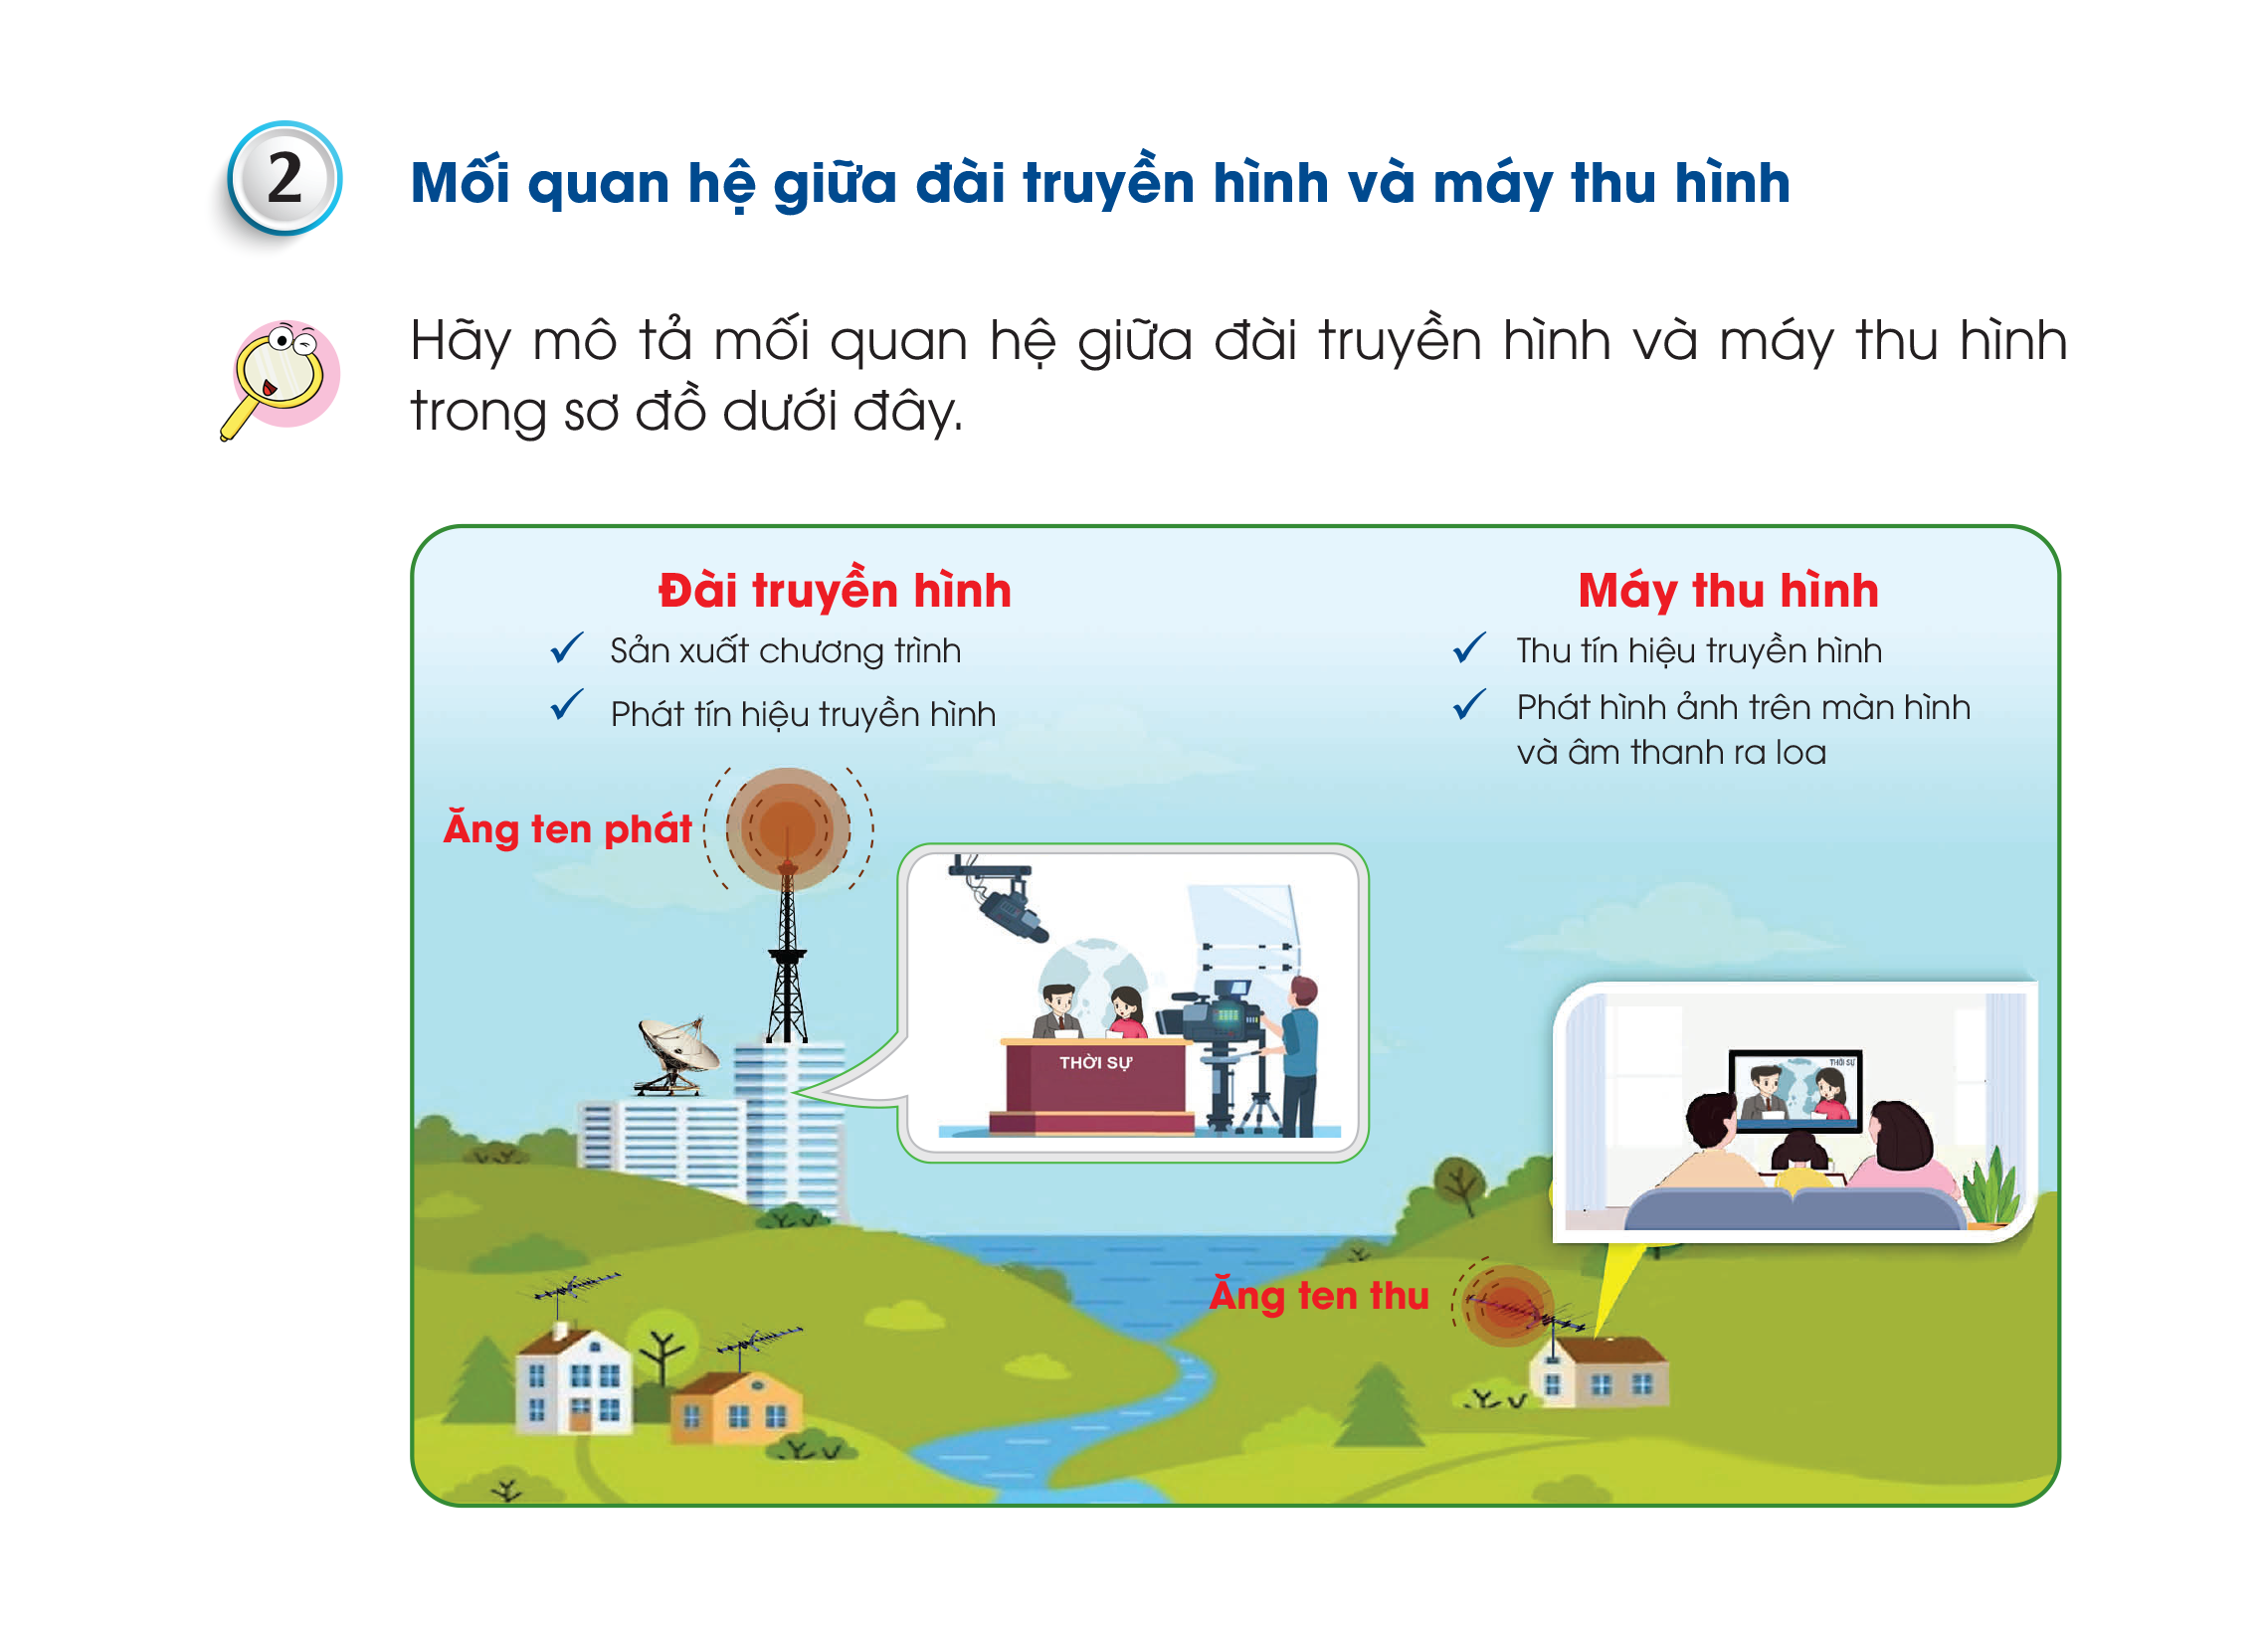 2
Mối quan hệ giữa đài truyền hình và máy thu hình
Hãy mô tả mối quan hệ giữa đài truyền hình và máy thu hình
trong sơ đồ dưới đây.
Đài truyền hình
Sản xuất chương trình
Phát tín hiệu truyền hình
Máy thu hình
Thu tín hiệu truyền hình
Phát hình ảnh trên màn hình
và âm thanh ra loa
Ăng ten phát
THỜI SỰ
THỜI SỰ
Ăng ten thu